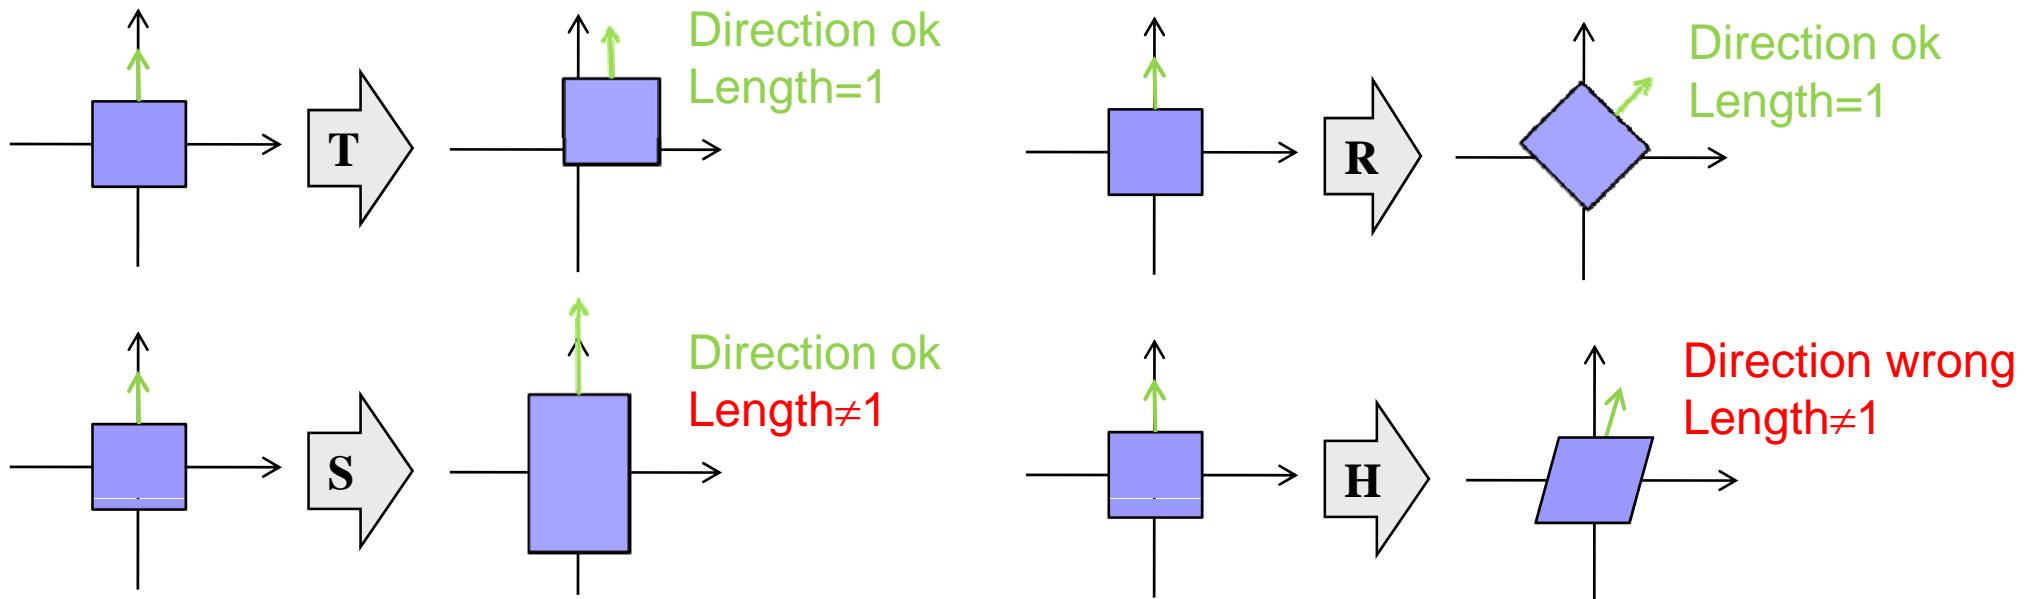 T
Direction ok
Length=1
R
Direction ok
Length=1
S
Direction ok
Length≠1
H
Direction wrong
Length≠1